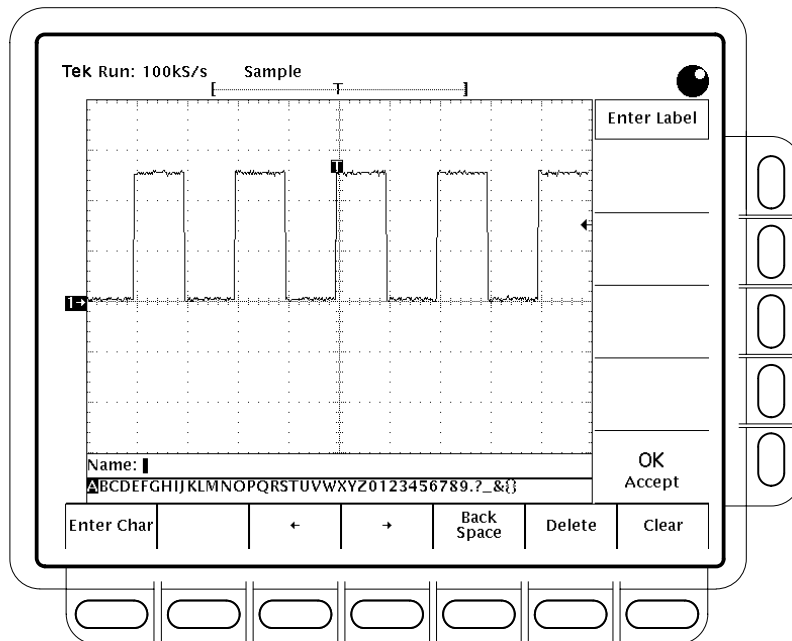 Tek Run: 100kS/s Sample
[ T ]
Enter Label
T
1→
←
Name:
ABCDEFGHIJKLMNOPQRSTUVWXYZ0123456789.?_&{}
OK
Accept
Enter Char
←
→
Back
Space
Delete
Clear